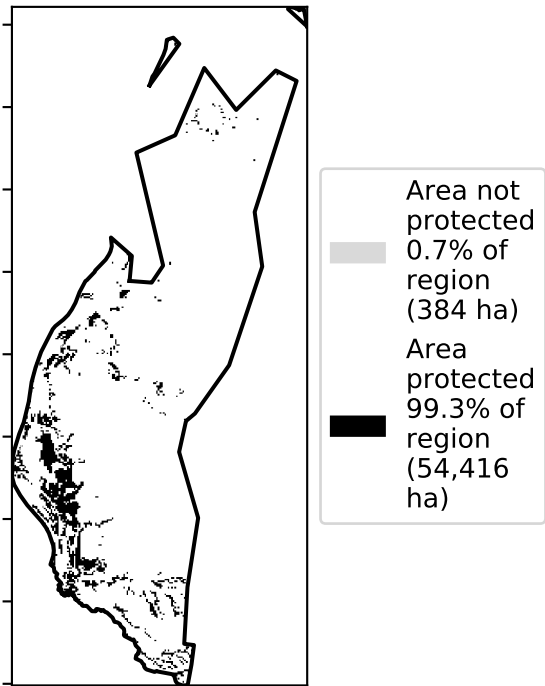 Area not
protected
0.7% of
region
(384 ha)
Area
protected
99.3% of
region
(54,416
ha)